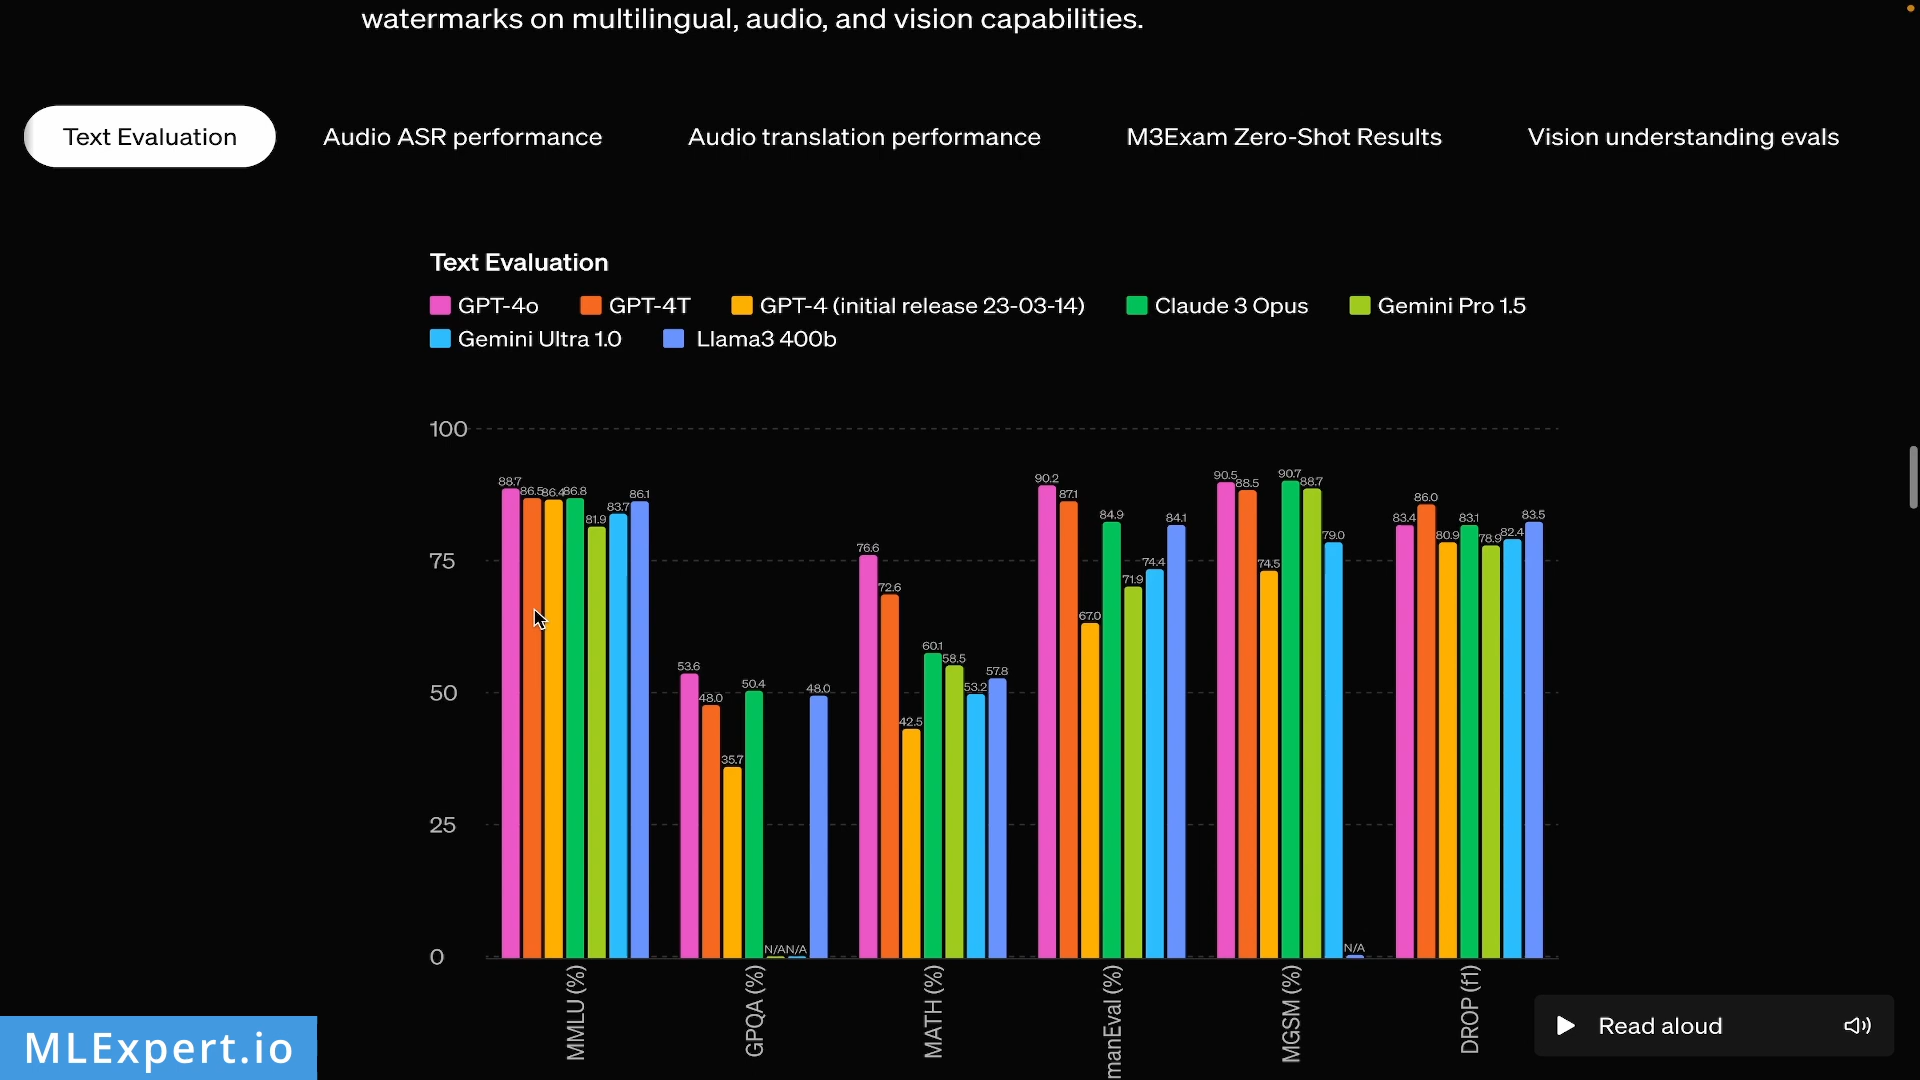 watermarks on multilingual, audio, and vision capabilities.
Text Evaluation
Audio ASR performance
Audio translation performance
M3Exam Zero-Shot Results
Vision understanding evals
Text Evaluation
GPT-4o
GPT-4T
GPT-4 (initial release 23-03-14)
Claude 3 Opus
Gemini Pro 1.5
Gemini Ultra 1.0
Llama3 400b
100
75
50
25
0
88.7
86.5
86.4
86.8
81.9
83.7
86.1
53.6
48.0
35.7
50.4
N/A
N/A
48.0
76.6
72.6
42.5
60.1
58.5
53.2
57.8
90.2
87.1
67.0
84.9
71.9
74.4
84.1
90.5
88.5
74.5
90.7
88.7
79.0
N/A
83.4
86.0
80.9
83.1
78.9
82.4
83.5
MMLU (%)
GPQA (%)
MATH (%)
manEval (%)
MGSM (%)
DROP (f1)
Read aloud
MLExpert.io